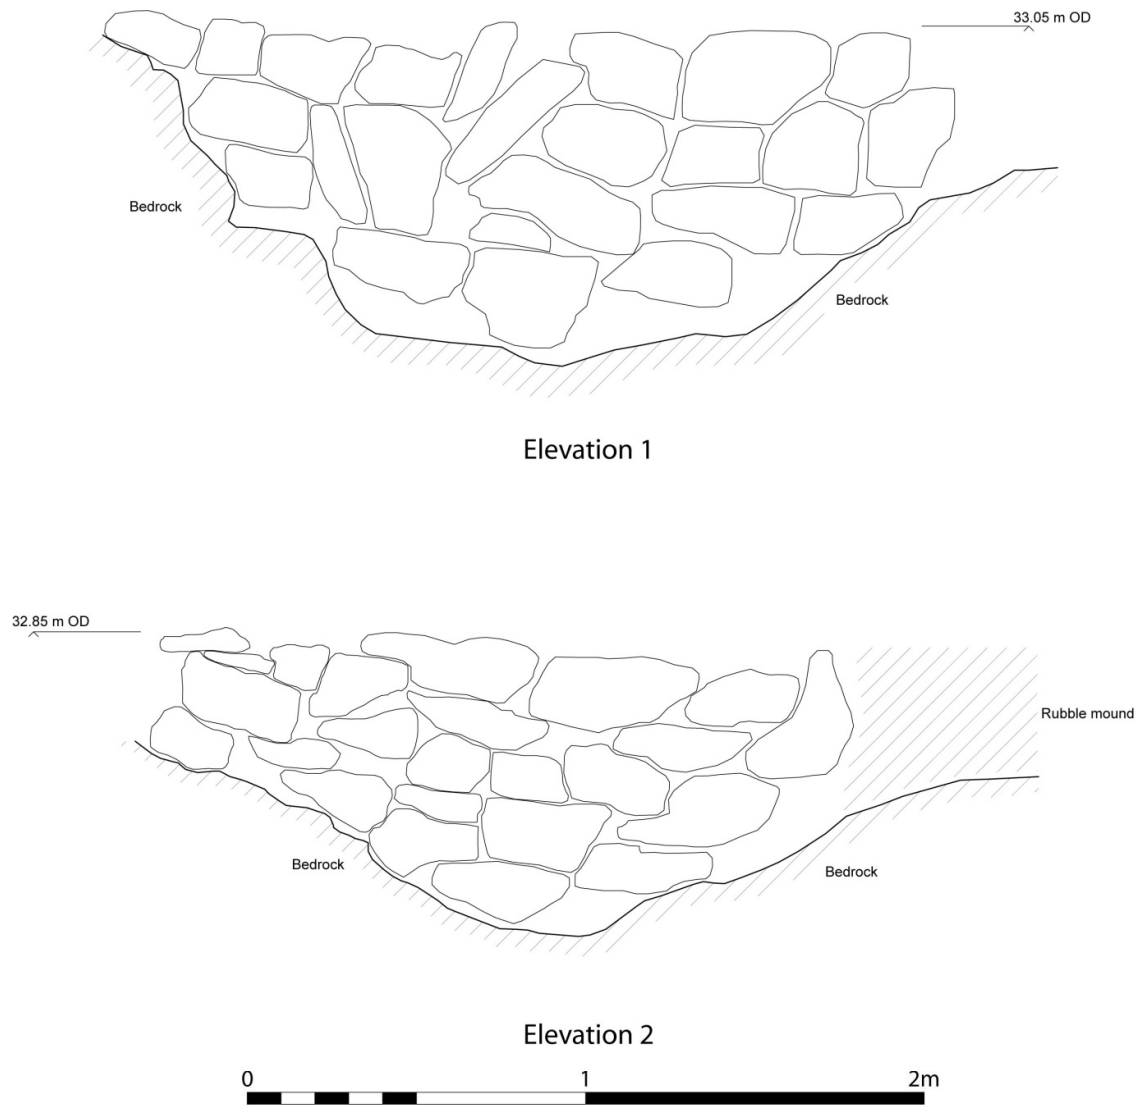 33.05 m OD
Bedrock
Bedrock
Elevation 1
32.85 m OD
Rubble mound
Bedrock
Bedrock
Elevation 2
0 1 2m